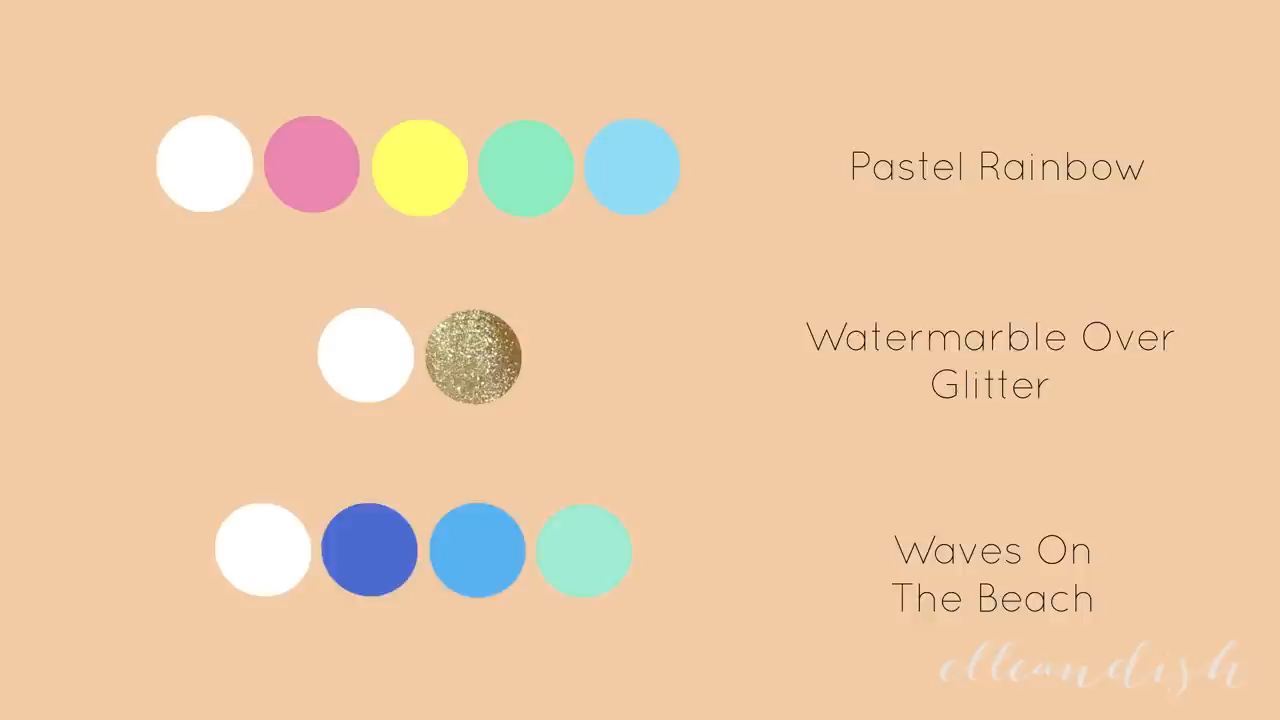 Pastel Rainbow
Watermarble Over
Glitter
Waves On
The Beach
elleandish